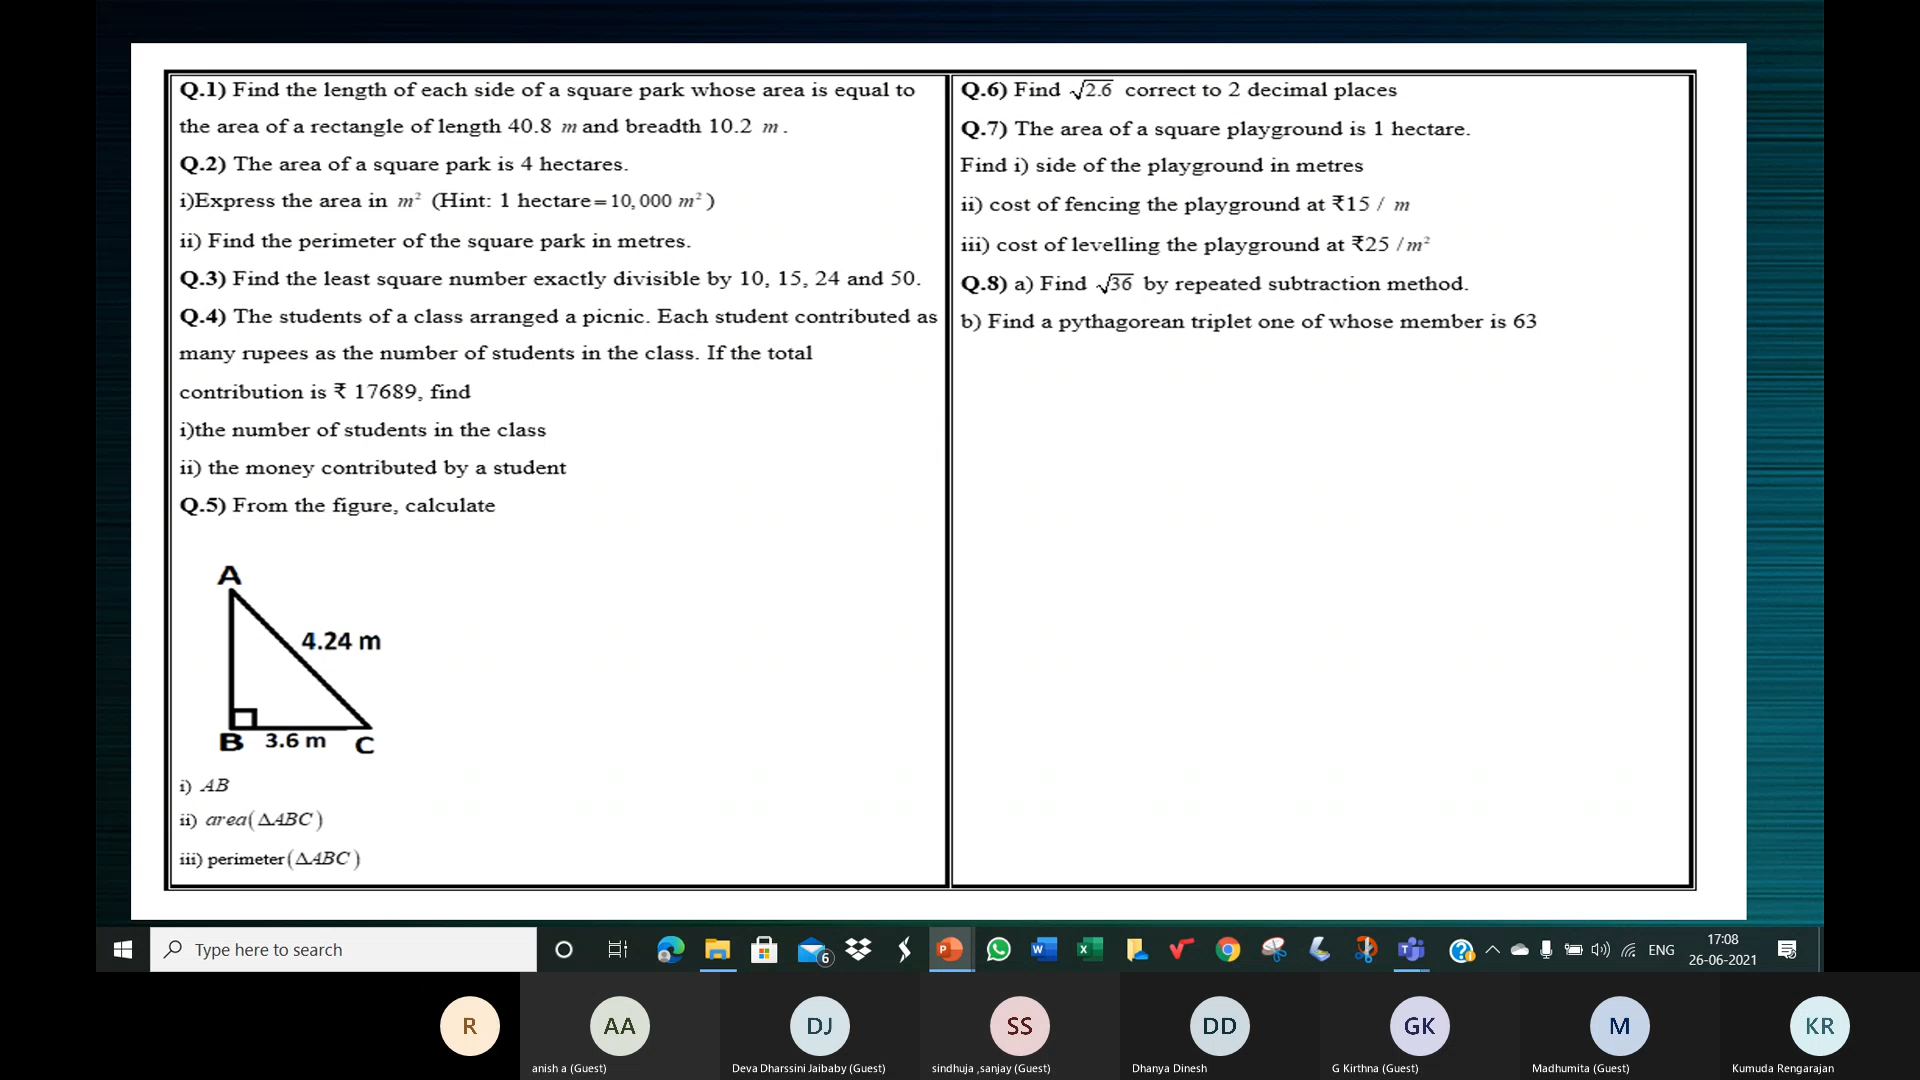 Q.1) Find the length of each side of a square park whose area is equal to
the area of a rectangle of length 40.8 m and breadth 10.2 m.
Q.2) The area of a square park is 4 hectares.
i)Express the area in m² (Hint: 1 hectare=10,000 m²)
ii) Find the perimeter of the square park in metres.
Q.3) Find the least square number exactly divisible by 10, 15, 24 and 50.
Q.4) The students of a class arranged a picnic. Each student contributed as
many rupees as the number of students in the class. If the total
contribution is ₹ 17689, find
i)the number of students in the class
ii) the money contributed by a student
Q.5) From the figure, calculate
A
4.24 m
B 3.6 m C
i) AB
ii) area(ΔABC)
iii) perimeter(ΔABC)
Q.6) Find √2.6 correct to 2 decimal places
Q.7) The area of a square playground is 1 hectare.
Find i) side of the playground in metres
ii) cost of fencing the playground at ₹15 / m
iii) cost of levelling the playground at ₹25 /m²
Q.8) a) Find √36 by repeated subtraction method.
b) Find a pythagorean triplet one of whose member is 63
Type here to search
6
ENG
17:08
26-06-2021
R
AA
DJ
SS
DD
GK
M
KR
anish a (Guest)
Deva Dharssini Jaibaby (Guest)
sindhuja ,sanjay (Guest)
Dhanya Dinesh
G Kirthna (Guest)
Madhumita (Guest)
Kumuda Rengarajan